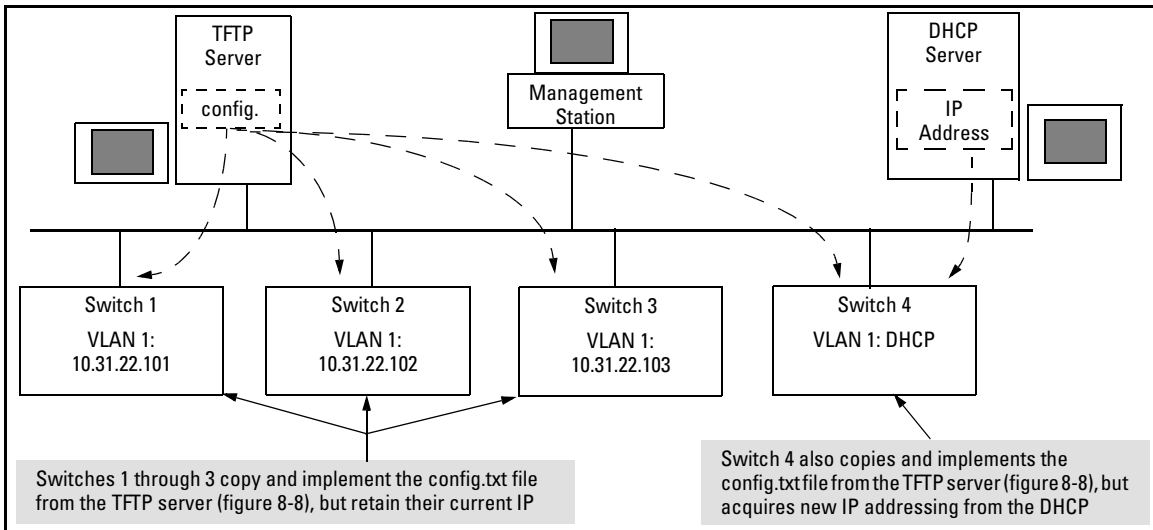 TFTP
Server
config.
Management
Station
DHCP
Server
IP
Address
Switch 1
VLAN 1:
10.31.22.101
Switch 2
VLAN 1:
10.31.22.102
Switch 3
VLAN 1:
10.31.22.103
Switch 4
VLAN 1: DHCP
Switches 1 through 3 copy and implement the config.txt file
from the TFTP server (figure 8-8), but retain their current IP
Switch 4 also copies and implements the
config.txt file from the TFTP server (figure 8-8), but
acquires new IP addressing from the DHCP